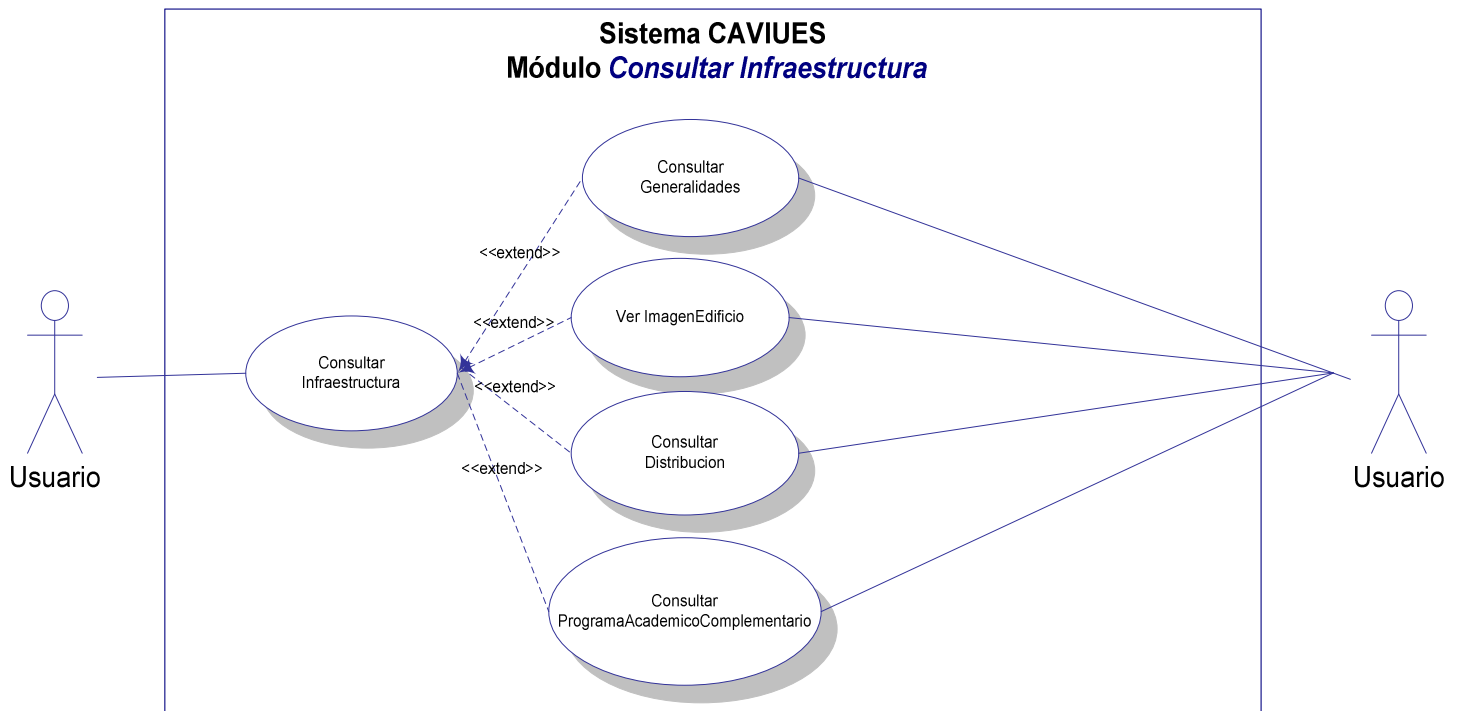 Sistema CAVIUES
Módulo Consultar Infraestructura
Consultar
Generalidades
<<extend>>
Ver ImagenEdificio
<<extend>>
Consultar
Infraestructura
<<extend>>
Consultar
Distribucion
<<extend>>
Usuario
Usuario
Consultar
ProgramaAcademicoComplementario